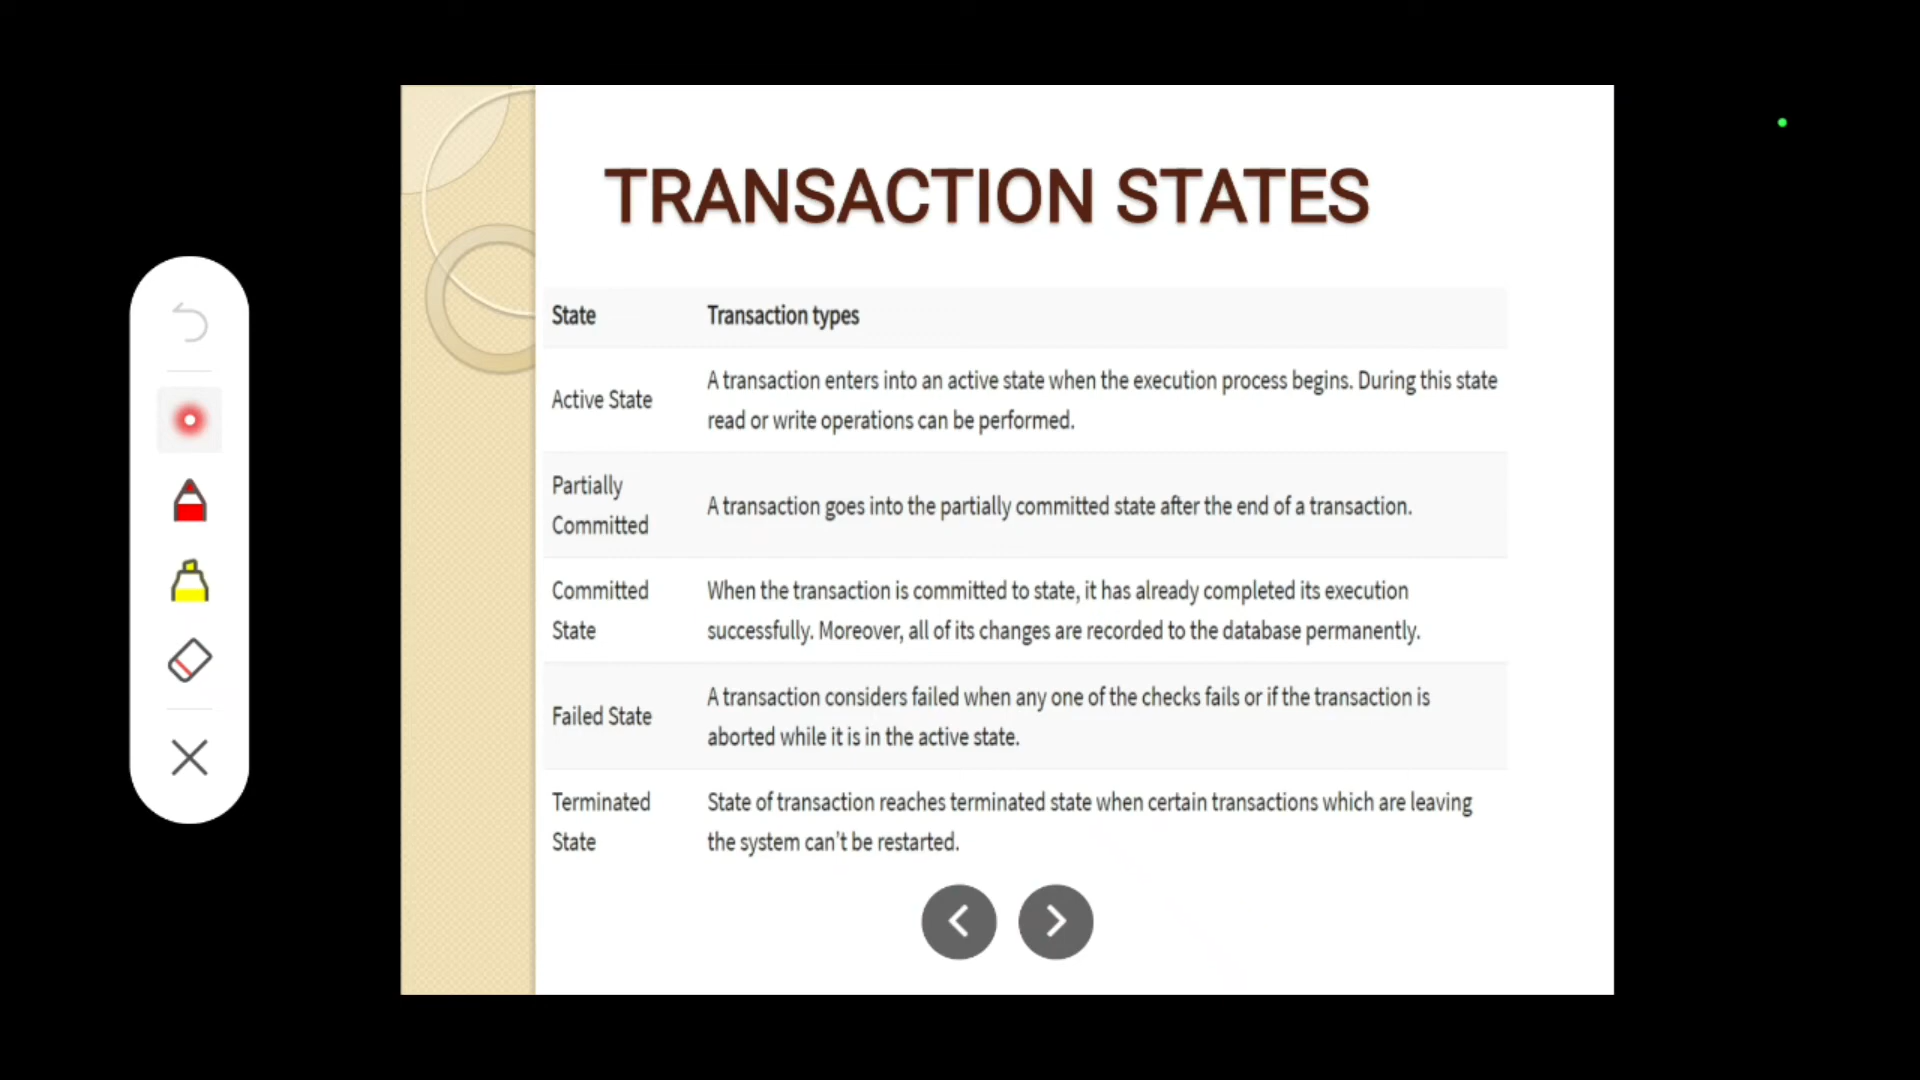 TRANSACTION STATES
State Transaction types
Active State
A transaction enters into an active state when the execution process begins. During this state
read or write operations can be performed.
Partially
Committed
A transaction goes into the partially committed state after the end of a transaction.
Committed
State
When the transaction is committed to state, it has already completed its execution
successfully. Moreover, all of its changes are recorded to the database permanently.
Failed State
A transaction considers failed when any one of the checks fails or if the transaction is
aborted while it is in the active state.
Terminated
State
State of transaction reaches terminated state when certain transactions which are leaving
the system can't be restarted.